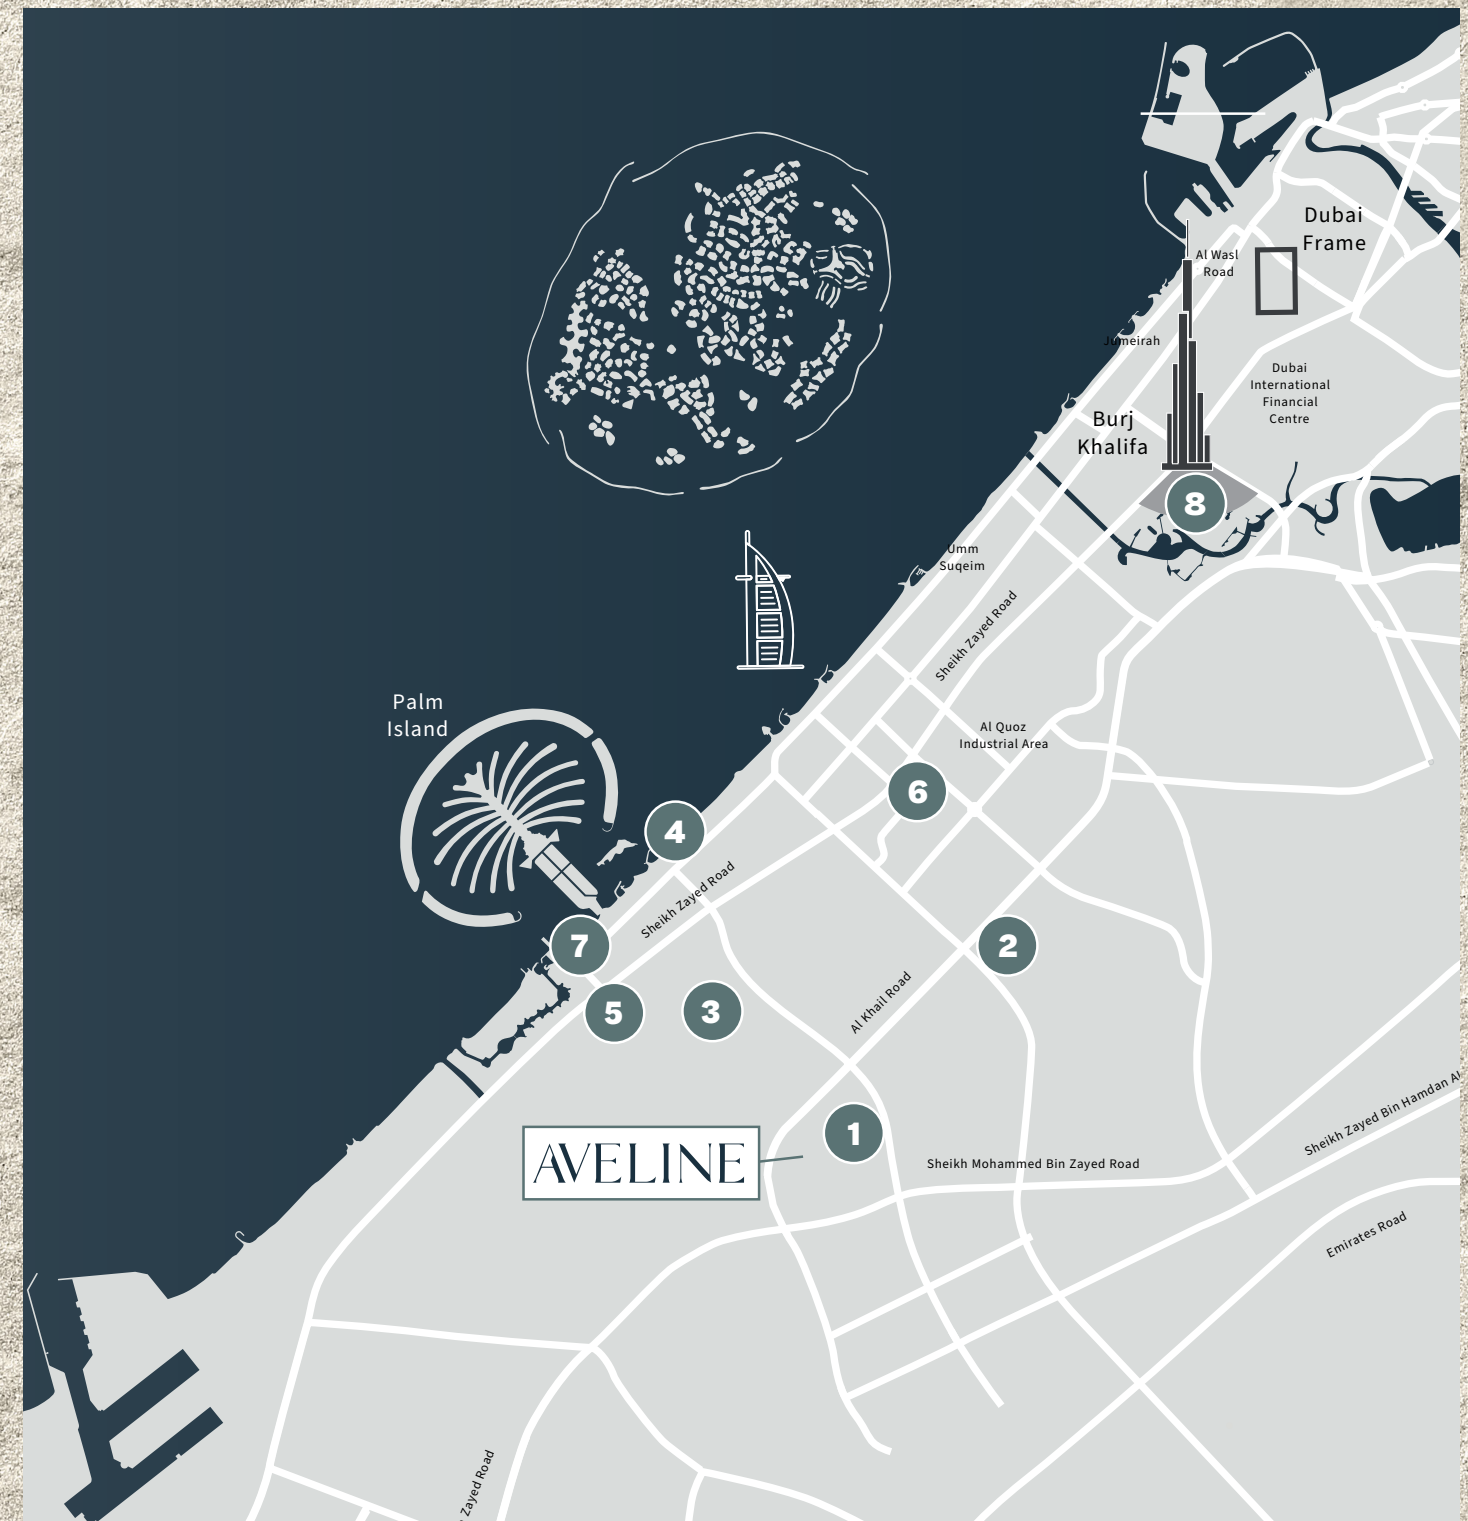 Dubai
Frame
Al Wasl
Road
Jumeirah
Dubai
International
Financial
Centre
Burj
Khalifa
8
Umm
Suqeim
Sheikh Zayed Road
Palm
Island
Al Quoz
Industrial Area
6
4
Sheikh Zayed Road
7
2
5
3
Al Khail Road
1
AVELINE
Sheikh Mohammed Bin Zayed Road
Sheikh Zayed Bin Hamdan Al
Emirates Road
Zayed Road